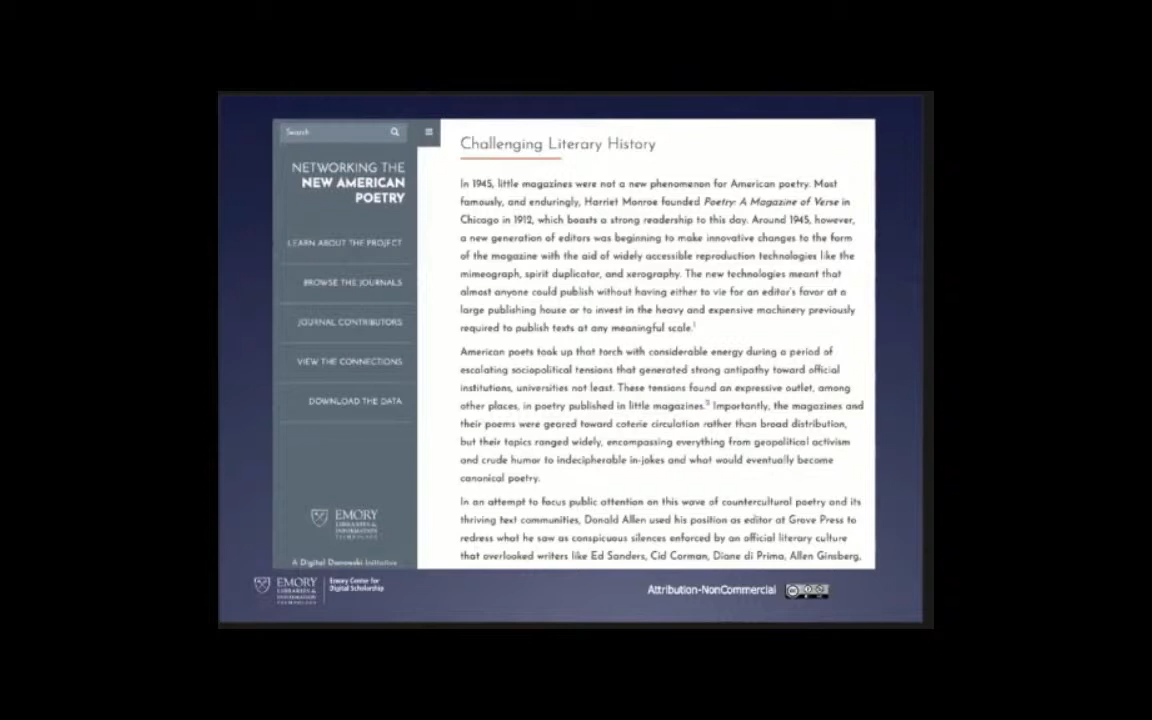 Search
NETWORKING THE
NEW AMERICAN
POETRY
LEARN ABOUT THE PROJECT
BROWSE THE JOURNALS
JOURNAL CONTRIBUTORS
VIEW THE CONNECTIONS
DOWNLOAD THE DATA
EMORY
LIBRARIES &
INFORMATION
TECHNOLOGY
A Digital Danowski Initiative
Challenging Literary History
In 1945, little magazines were not a new phenomenon for American poetry. Most
famously, and enduringly, Harriet Monroe founded Poetry: A Magazine of Verse in
Chicago in 1912, which boasts a strong readership to this day. Around 1945, however,
a new generation of editors was beginning to make innovative changes to the form
of the magazine with the aid of widely accessible reproduction technologies like the
mimeograph, spirit duplicator, and xerography. The new technologies meant that
almost anyone could publish without having either to vie for an editor's favor at a
large publishing house or to invest in the heavy and expensive machinery previously
required to publish texts at any meaningful scale.
American poets took up that torch with considerable energy during a period of
escalating sociopolitical tensions that generated strong antipathy toward official
institutions, universities not least. These tensions found an expressive outlet, among
other places, in poetry published in little magazines. Importantly, the magazines and
their poems were geared toward coterie circulation rather than broad distribution,
but their topics ranged widely, encompassing everything from geopolitical activism
and crude humor to indecipherable in-jokes and what would eventually become
canonical poetry.
In an attempt to focus public attention on this wave of countercultural poetry and its
thriving text communities, Donald Allen used his position as editor at Grove Press to
redress what he saw as conspicuous silences enforced by an official literary culture
that overlooked writers like Ed Sanders, Cid Corman, Diane di Prima, Allen Ginsberg,
EMORY
LIBRARIES &
INFORMATION
TECHNOLOGY
Emory Center for
Digital Scholarship
Attribution-NonCommercial